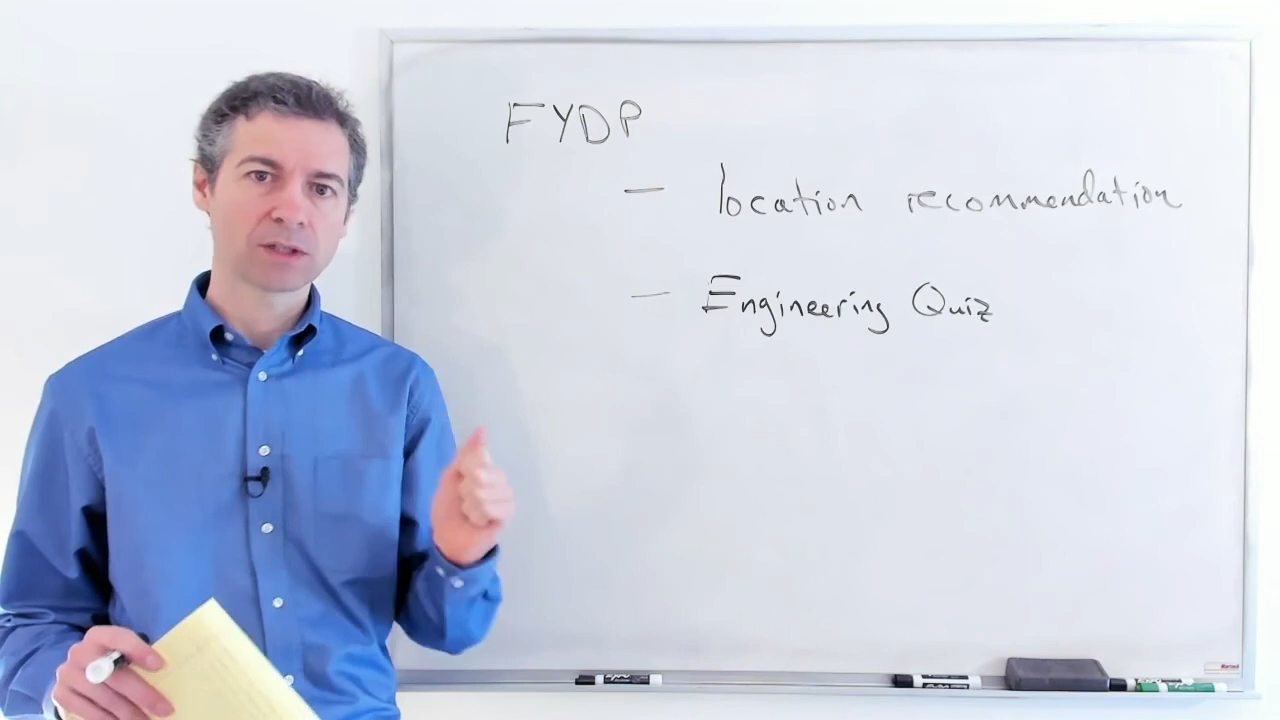 FYDP
— location recommendation
— Engineering Quiz